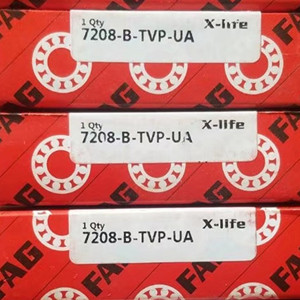 1 Qty
X-life
7208-B-TVP-UA
FAG
1 Qty
X-life
7208-B-TVP-UA
FAG
1 Qty
X-life
7208-B-TVP-UA
FAG